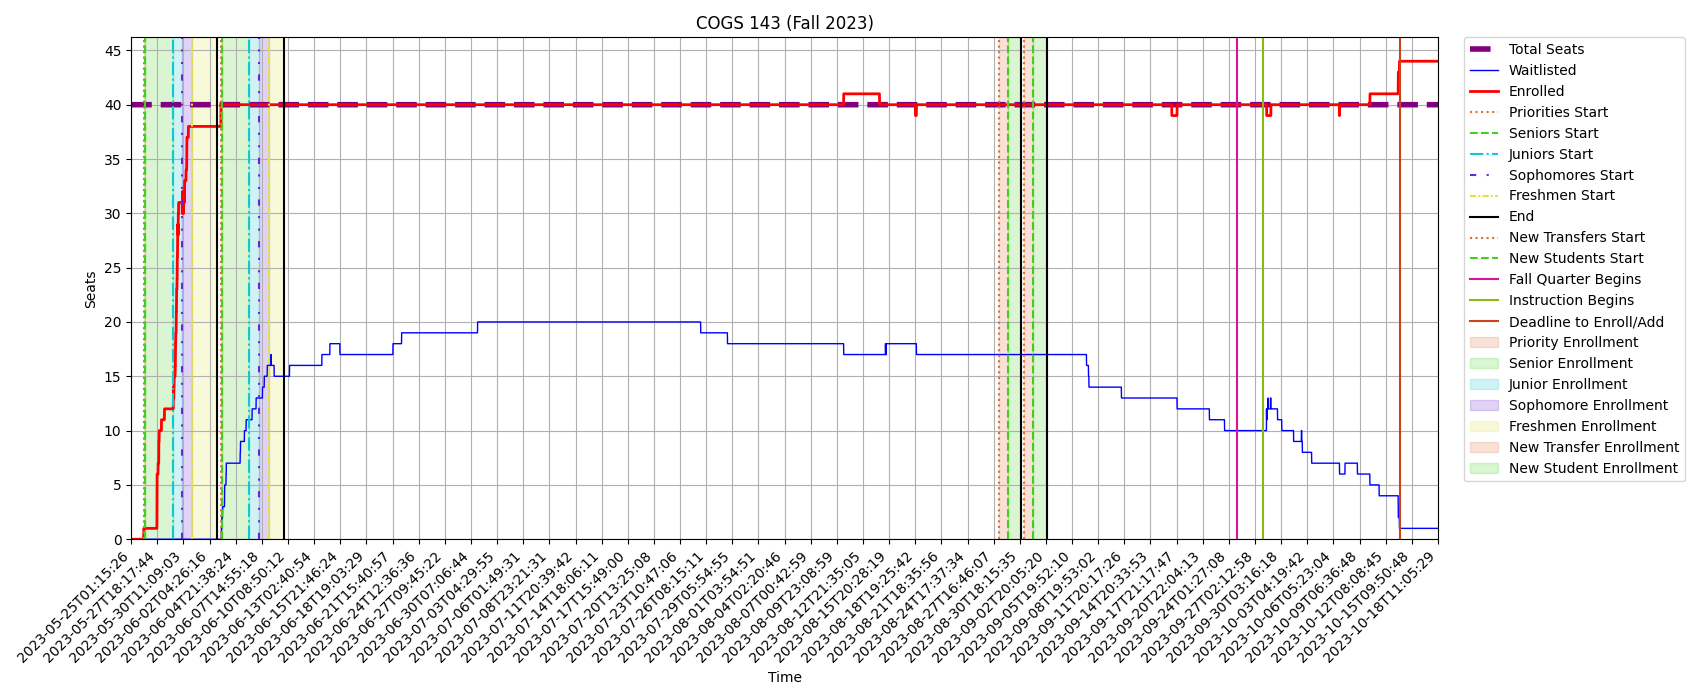 COGS 143 (Fall 2023)
45
40
35
30
25
20
15
10
5
0
Seats
2023-05-25T01:15:26
2023-05-27T18:17:44
2023-05-30T11:09:03
2023-06-02T04:26:16
2023-06-04T21:38:24
2023-06-07T14:55:18
2023-06-10T08:50:12
2023-06-13T02:40:54
2023-06-15T21:46:24
2023-06-18T19:03:29
2023-06-21T15:40:57
2023-06-24T12:36:36
2023-06-27T09:45:22
2023-06-30T07:06:44
2023-07-03T04:29:55
2023-07-06T01:49:31
2023-07-08T23:21:31
2023-07-11T20:39:42
2023-07-14T18:06:11
2023-07-17T15:49:00
2023-07-20T13:25:08
2023-07-23T10:47:06
2023-07-26T08:15:11
2023-07-29T05:54:55
2023-08-01T03:54:51
2023-08-04T02:20:46
2023-08-07T00:42:59
2023-08-09T23:08:59
2023-08-12T21:35:05
2023-08-15T20:28:19
2023-08-18T19:25:42
2023-08-21T18:35:56
2023-08-24T17:37:34
2023-08-27T16:46:07
2023-08-30T18:15:35
2023-09-02T20:05:20
2023-09-05T19:52:10
2023-09-08T19:53:02
2023-09-11T20:17:26
2023-09-14T20:33:53
2023-09-17T21:17:47
2023-09-20T22:04:13
2023-09-24T01:27:08
2023-09-27T02:12:58
2023-09-30T03:16:18
2023-10-03T04:19:42
2023-10-06T05:23:04
2023-10-09T06:36:48
2023-10-12T08:08:45
2023-10-15T09:50:48
2023-10-18T11:05:29
Time
Total Seats
Waitlisted
Enrolled
Priorities Start
Seniors Start
Juniors Start
Sophomores Start
Freshmen Start
End
New Transfers Start
New Students Start
Fall Quarter Begins
Instruction Begins
Deadline to Enroll/Add
Priority Enrollment
Senior Enrollment
Junior Enrollment
Sophomore Enrollment
Freshmen Enrollment
New Transfer Enrollment
New Student Enrollment